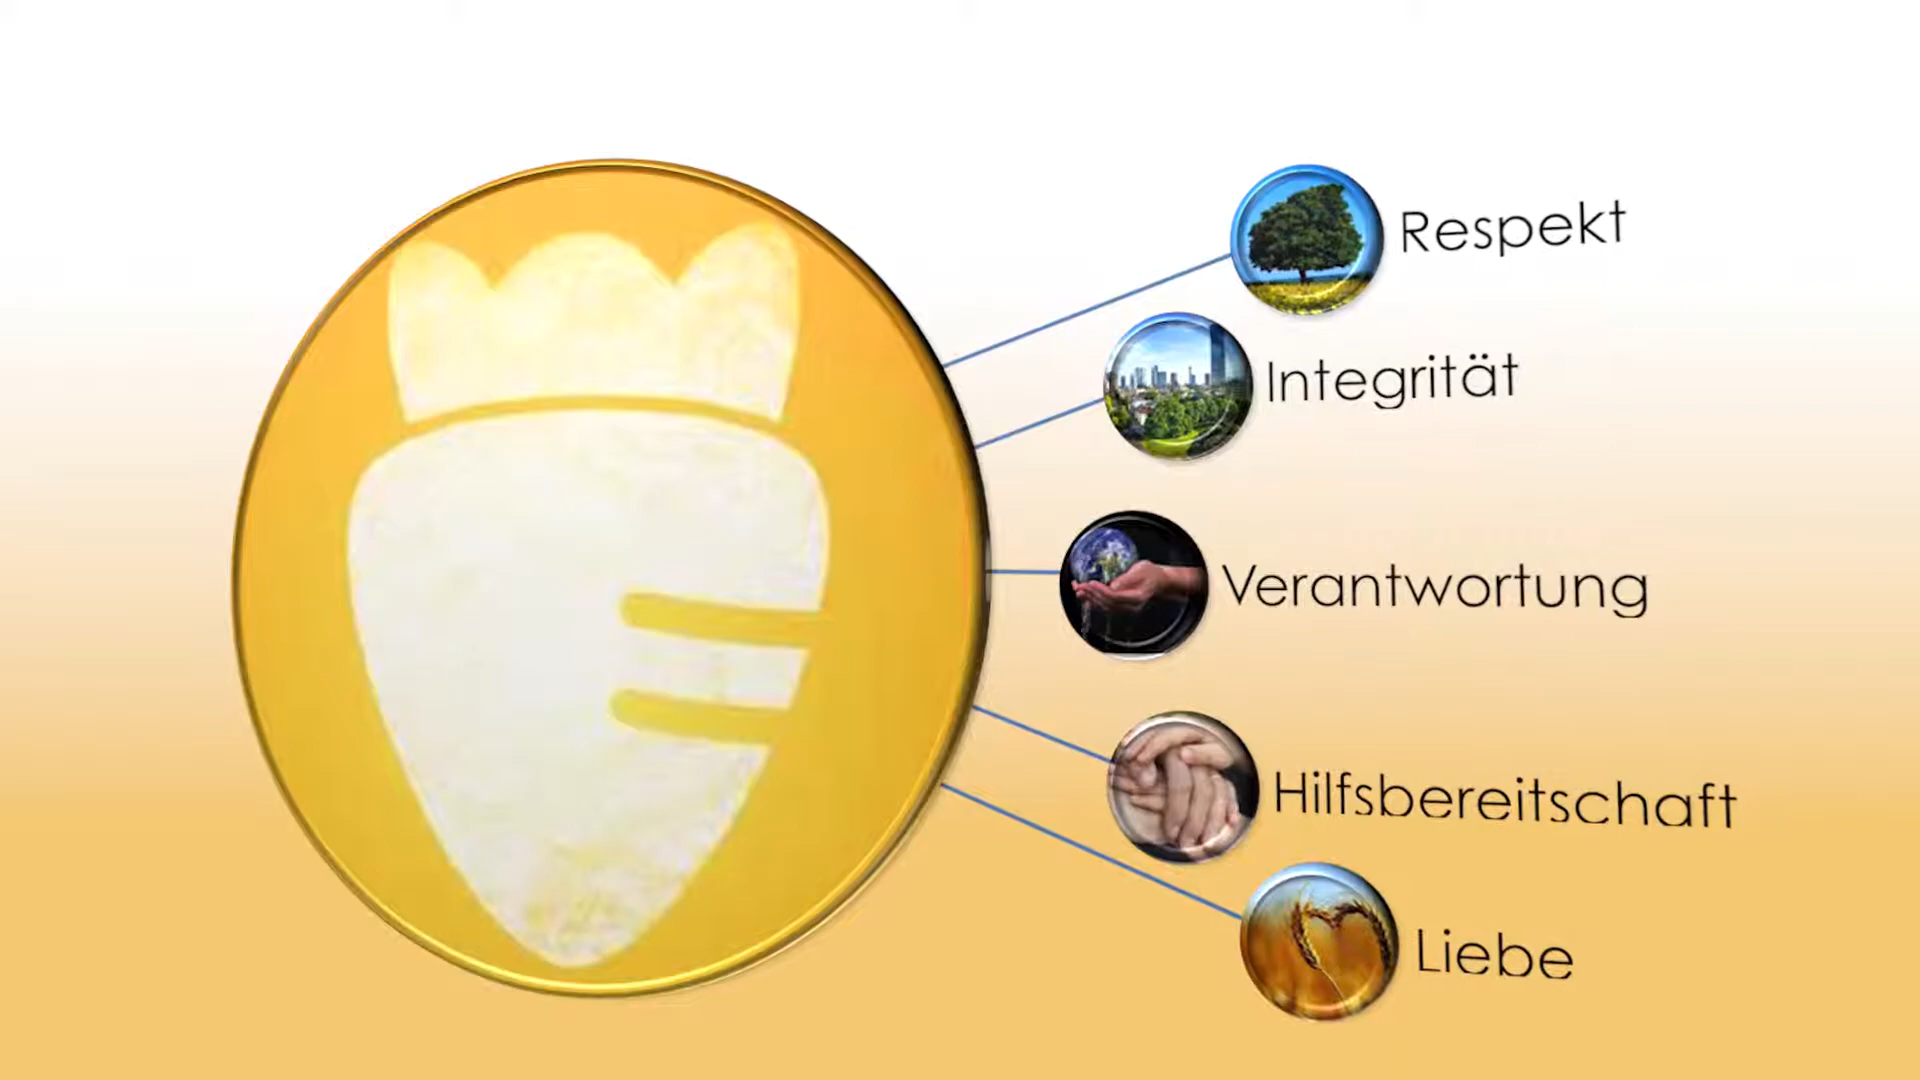 Respekt
Integrität
Verantwortung
Hilfsbereitschaft
Liebe